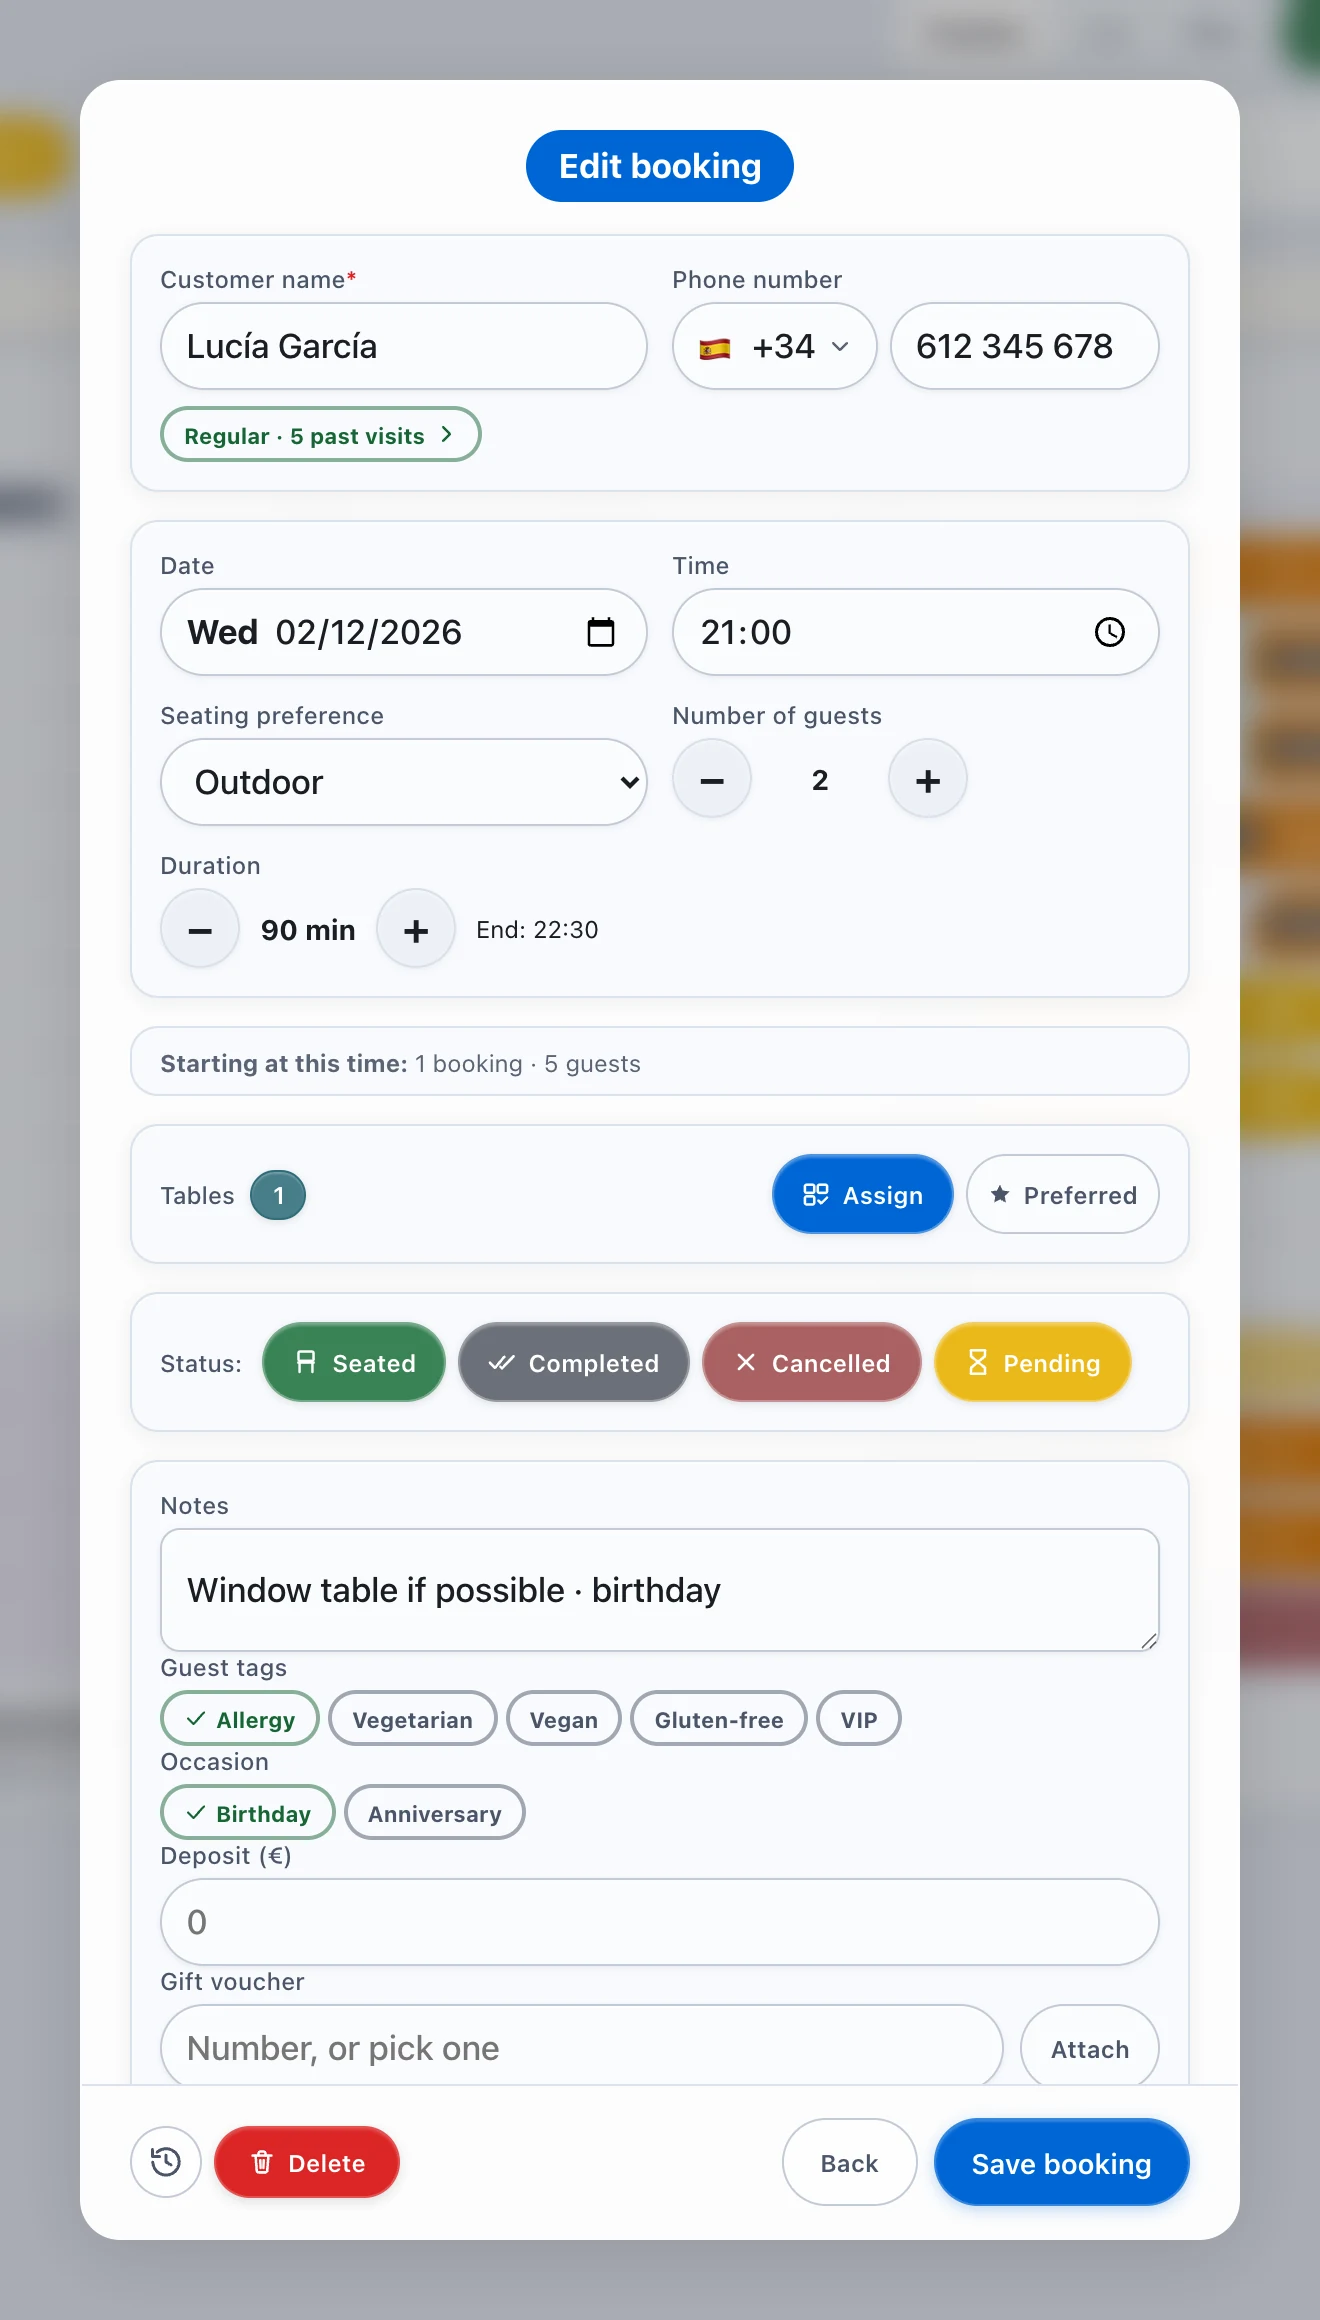 Edit booking
Customer name*
Phone number
Lucía García
+34
612 345 678
Regular · 5 past visits
Date
Time
Wed 02/12/2026
21:00
Seating preference
Number of guests
Outdoor
2
Duration
90 min
End: 22:30
Starting at this time: 1 booking · 5 guests
Tables 1
Assign
Preferred
Status:
Seated
Completed
Cancelled
Pending
Notes
Window table if possible · birthday
Guest tags
Allergy
Vegetarian
Vegan
Gluten-free
VIP
Occasion
Birthday
Anniversary
Deposit (€)
0
Gift voucher
Number, or pick one
Attach
Delete
Back
Save booking